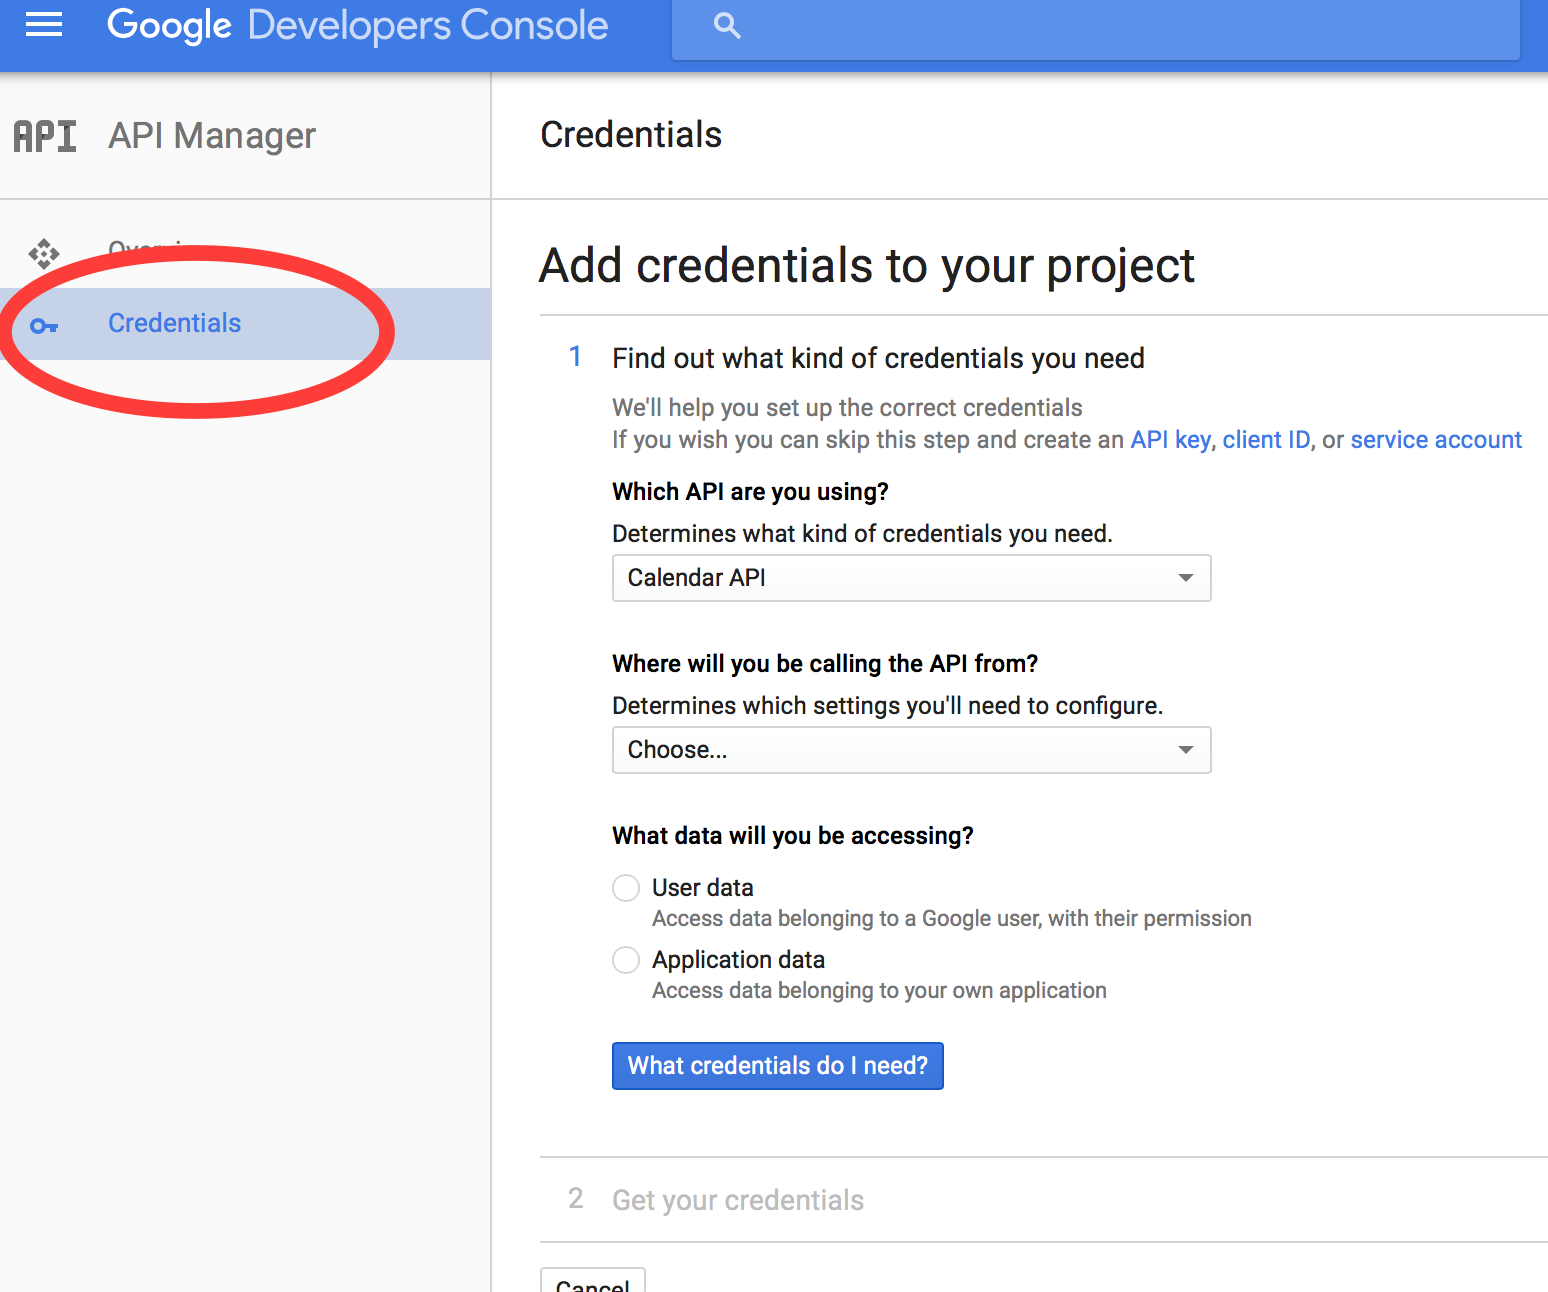 Google Developers Console
API API Manager
Credentials
Credentials
Add credentials to your project
1 Find out what kind of credentials you need
We'll help you set up the correct credentials
If you wish you can skip this step and create an API key, client ID, or service account
Which API are you using?
Determines what kind of credentials you need.
Calendar API
Where will you be calling the API from?
Determines which settings you'll need to configure.
Choose...
What data will you be accessing?
User data
Access data belonging to a Google user, with their permission
Application data
Access data belonging to your own application
What credentials do I need?
2 Get your credentials
Cancel